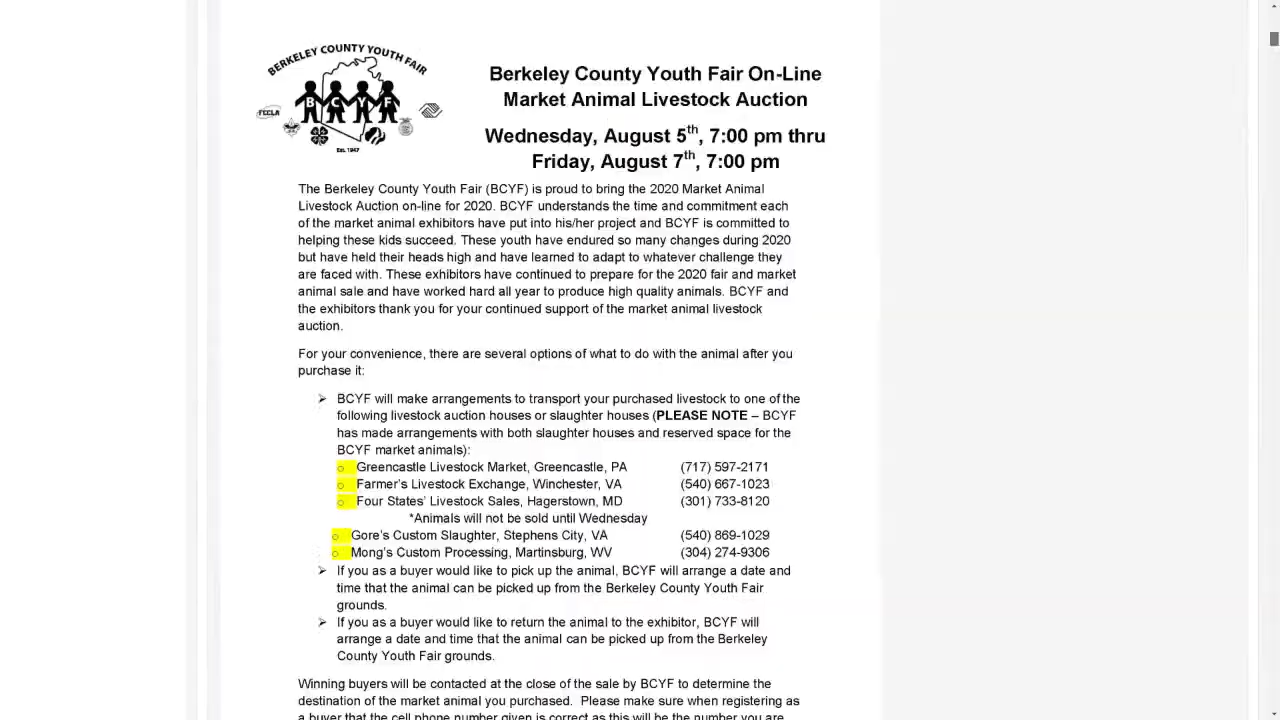 BERKELEY COUNTY YOUTH FAIR
B C Y F
FCCLA
Est. 1947
Berkeley County Youth Fair On-Line
Market Animal Livestock Auction
Wednesday, August 5th, 7:00 pm thru
Friday, August 7th, 7:00 pm
The Berkeley County Youth Fair (BCYF) is proud to bring the 2020 Market Animal
Livestock Auction on-line for 2020. BCYF understands the time and commitment each
of the market animal exhibitors have put into his/her project and BCYF is committed to
helping these kids succeed. These youth have endured so many changes during 2020
but have held their heads high and have learned to adapt to whatever challenge they
are faced with. These exhibitors have continued to prepare for the 2020 fair and market
animal sale and have worked hard all year to produce high quality animals. BCYF and
the exhibitors thank you for your continued support of the market animal livestock
auction.
For your convenience, there are several options of what to do with the animal after you
purchase it:
➢ BCYF will make arrangements to transport your purchased livestock to one of the
following livestock auction houses or slaughter houses (PLEASE NOTE – BCYF
has made arrangements with both slaughter houses and reserved space for the
BCYF market animals):
○ Greencastle Livestock Market, Greencastle, PA (717) 597-2171
○ Farmer's Livestock Exchange, Winchester, VA (540) 667-1023
○ Four States' Livestock Sales, Hagerstown, MD (301) 733-8120
*Animals will not be sold until Wednesday
○ Gore's Custom Slaughter, Stephens City, VA (540) 869-1029
○ Mong's Custom Processing, Martinsburg, WV (304) 274-9306
➢ If you as a buyer would like to pick up the animal, BCYF will arrange a date and
time that the animal can be picked up from the Berkeley County Youth Fair
grounds.
➢ If you as a buyer would like to return the animal to the exhibitor, BCYF will
arrange a date and time that the animal can be picked up from the Berkeley
County Youth Fair grounds.
Winning buyers will be contacted at the close of the sale by BCYF to determine the
destination of the market animal you purchased. Please make sure when registering as
a buyer that the cell phone number given is correct as this will be the number you are